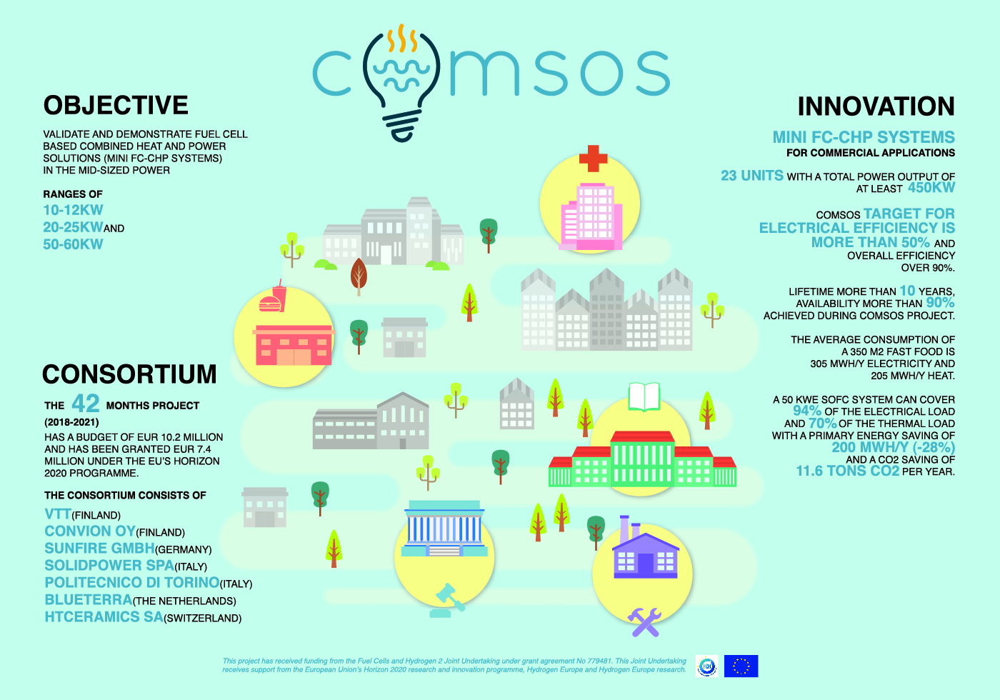 comsos
OBJECTIVE
VALIDATE AND DEMONSTRATE FUEL CELL
BASED COMBINED HEAT AND POWER
SOLUTIONS (MINI FC-CHP SYSTEMS)
IN THE MID-SIZED POWER
RANGES OF
10-12KW
20-25KW AND
50-60KW
CONSORTIUM
THE 42 MONTHS PROJECT
(2018-2021)
HAS A BUDGET OF EUR 10.2 MILLION
AND HAS BEEN GRANTED EUR 7.4
MILLION UNDER THE EU'S HORIZON
2020 PROGRAMME.
THE CONSORTIUM CONSISTS OF
VTT(FINLAND)
CONVION OY(FINLAND)
SUNFIRE GMBH(GERMANY)
SOLIDPOWER SPA(ITALY)
POLITECNICO DI TORINO(ITALY)
BLUETERRA(THE NETHERLANDS)
HTCERAMICS SA(SWITZERLAND)
INNOVATION
MINI FC-CHP SYSTEMS
FOR COMMERCIAL APPLICATIONS
23 UNITS WITH A TOTAL POWER OUTPUT OF
AT LEAST 450KW
COMSOS TARGET FOR
ELECTRICAL EFFICIENCY IS
MORE THAN 50% AND
OVERALL EFFICIENCY
OVER 90%.
LIFETIME MORE THAN 10 YEARS,
AVAILABILITY MORE THAN 90%
ACHIEVED DURING COMSOS PROJECT.
THE AVERAGE CONSUMPTION OF
A 350 M2 FAST FOOD IS
305 MWH/Y ELECTRICITY AND
205 MWH/Y HEAT.
A 50 KWE SOFC SYSTEM CAN COVER
94% OF THE ELECTRICAL LOAD
AND 70% OF THE THERMAL LOAD
WITH A PRIMARY ENERGY SAVING OF
200 MWH/Y (-28%)
AND A CO2 SAVING OF
11.6 TONS CO2 PER YEAR.
This project has received funding from the Fuel Cells and Hydrogen 2 Joint Undertaking under grant agreement No 779481. This Joint Undertaking
receives support from the European Union's Horizon 2020 research and innovation programme, Hydrogen Europe and Hydrogen Europe research.